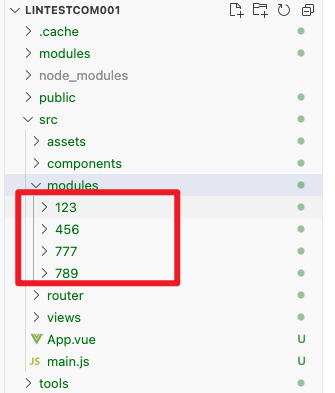 LINTESTCOM001
.cache
modules
node_modules
public
src
assets
components
modules
123
456
777
789
router
views
App.vue U
JS main.js U
tools